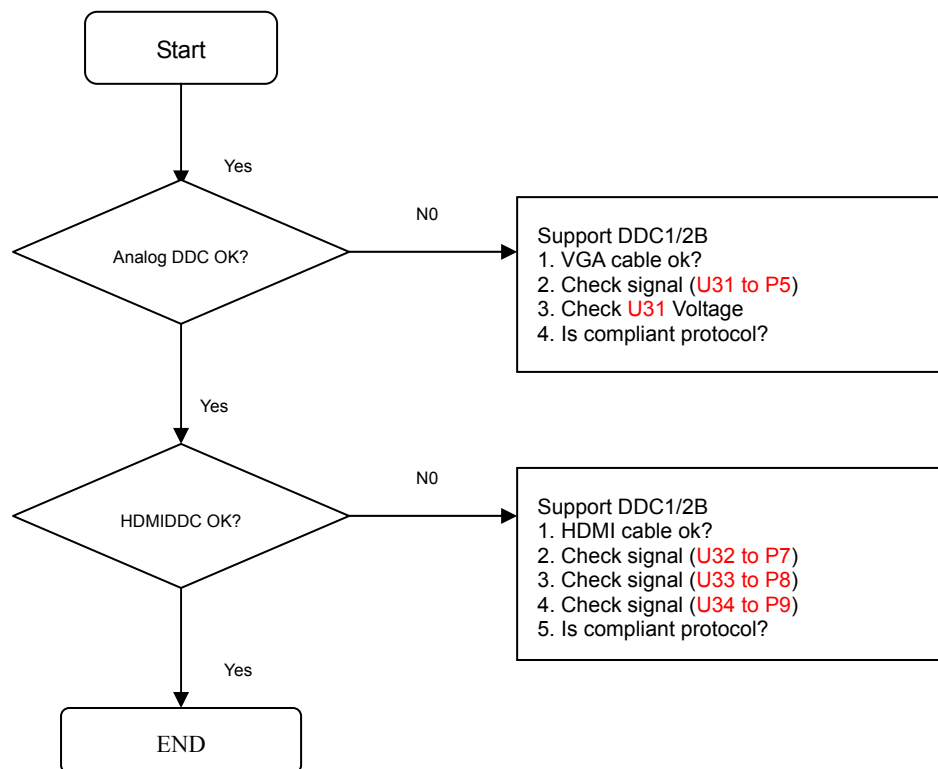 Start
Yes
Analog DDC OK?
N0
Support DDC1/2B
1. VGA cable ok?
2. Check signal (U31 to P5)
3. Check U31 Voltage
4. Is compliant protocol?
Yes
HDMIDDC OK?
N0
Support DDC1/2B
1. HDMI cable ok?
2. Check signal (U32 to P7)
3. Check signal (U33 to P8)
4. Check signal (U34 to P9)
5. Is compliant protocol?
Yes
END